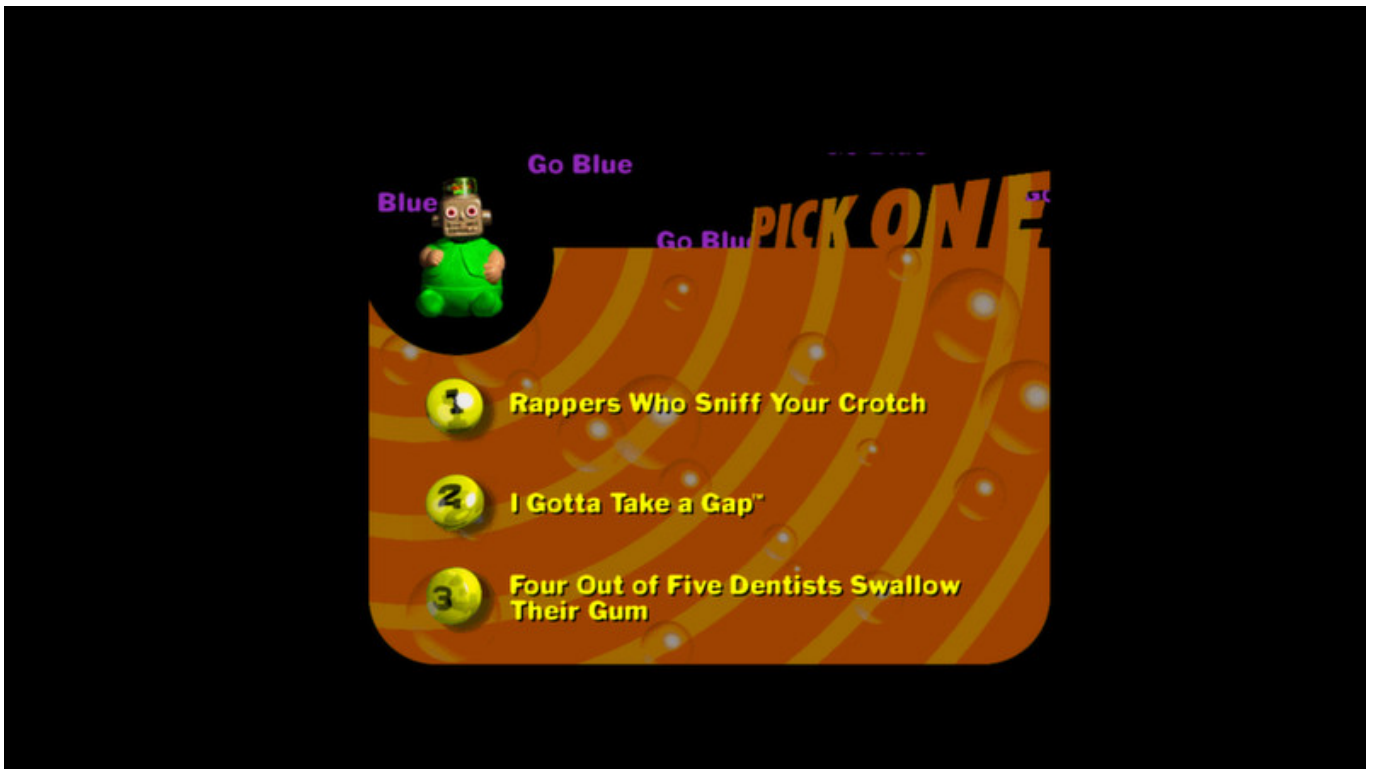 Go Blue
Blue
Go Blue
PICK ONE
1 Rappers Who Sniff Your Crotch
2 I Gotta Take a Gap™
3 Four Out of Five Dentists Swallow
Their Gum